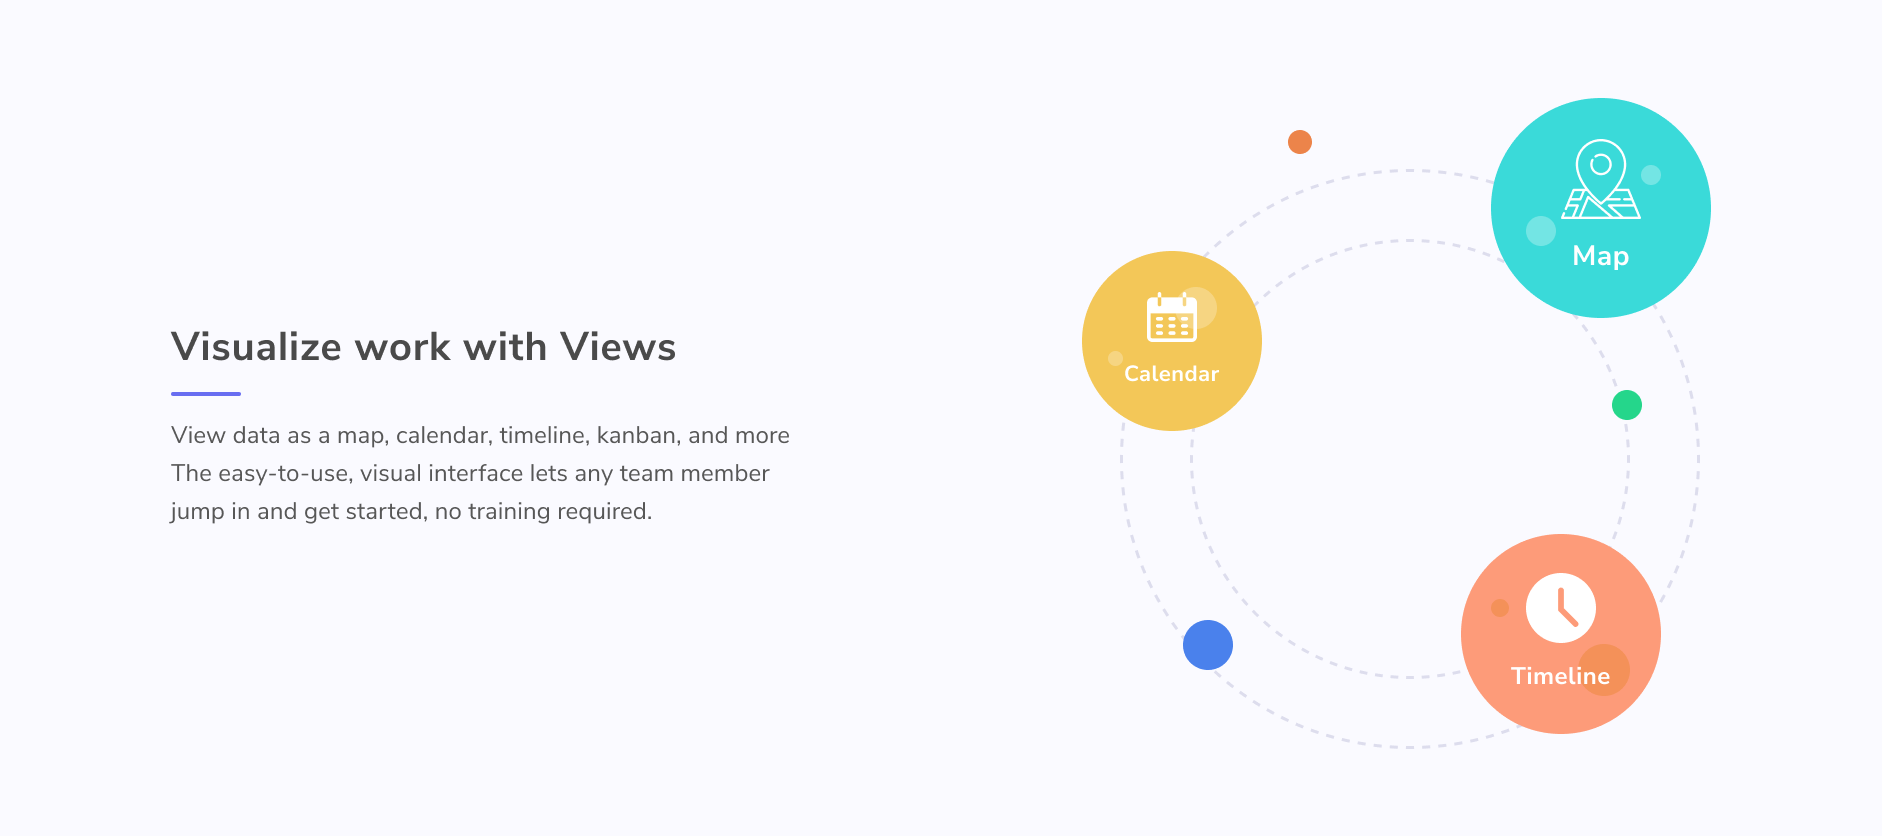 Visualize work with Views
View data as a map, calendar, timeline, kanban, and more
The easy-to-use, visual interface lets any team member
jump in and get started, no training required.
Map
Calendar
Timeline